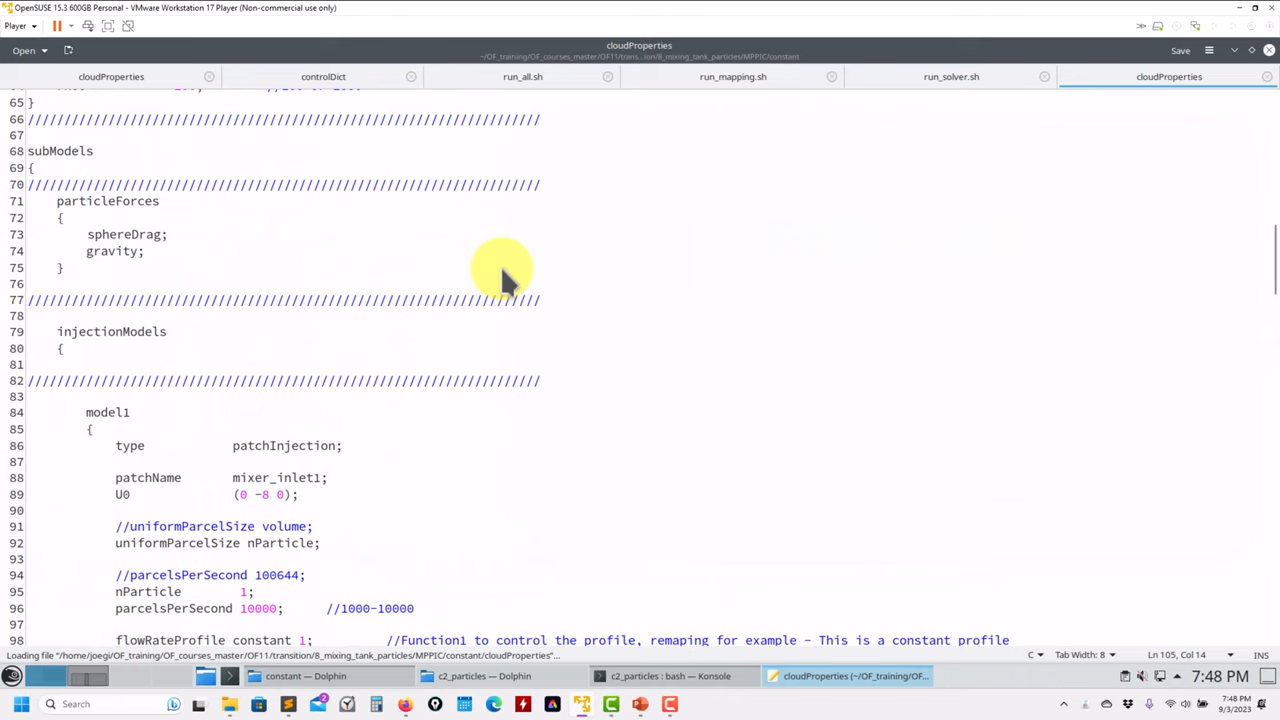 OpenSUSE 15.3 600GB Personal - VMware Workstation 17 Player (Non-commercial use only)
Player
Open
cloudProperties
~/OF_training/OF_courses_master/OF11/trans…ion/8_mixing_tank_particles/MPPIC/constant
Save
cloudProperties controlDict run_all.sh run_mapping.sh run_solver.sh cloudProperties
65 }
66 //////////////////////////////////////////////////////////////////////
67
68 subModels
69 {
70 //////////////////////////////////////////////////////////////////////
71 particleForces
72 {
73 sphereDrag;
74 gravity;
75 }
76
77 //////////////////////////////////////////////////////////////////////
78
79 injectionModels
80 {
81
82 //////////////////////////////////////////////////////////////////////
83
84 model1
85 {
86 type patchInjection;
87
88 patchName mixer_inlet1;
89 U0 (0 -8 0);
90
91 //uniformParcelSize volume;
92 uniformParcelSize nParticle;
93
94 //parcelsPerSecond 100644;
95 nParticle 1;
96 parcelsPerSecond 10000; //1000-10000
97
98 flowRateProfile constant 1; //Function1 to control the profile, remaping for example - This is a constant profile
Loading file "/home/joegi/OF_training/OF_courses_master/OF11/transition/8_mixing_tank_particles/MPPIC/constant/cloudProperties"…
C Tab Width: 8 Ln 105, Col 14 INS
constant — Dolphin c2_particles — Dolphin c2_particles : bash — Konsole cloudProperties (~/OF_training/OF... 7:48 PM
Search
7:48 PM
9/3/2023